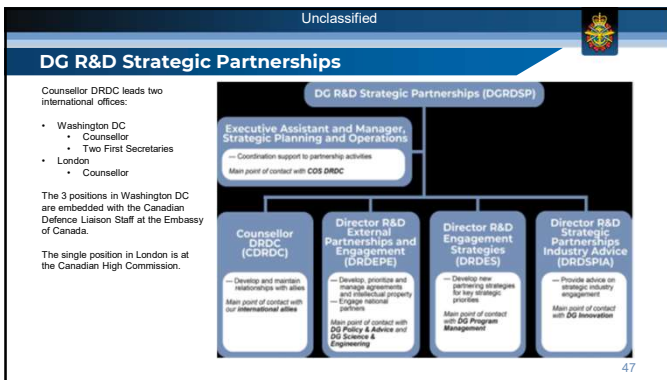 Unclassified
DG R&D Strategic Partnerships
Counsellor DRDC leads two
international offices:
• Washington DC
• Counsellor
• Two First Secretaries
• London
• Counsellor
The 3 positions in Washington DC
are embedded with the Canadian
Defence Liaison Staff at the Embassy
of Canada.
The single position in London is at
the Canadian High Commission.
DG R&D Strategic Partnerships (DGRDSP)
Executive Assistant and Manager,
Strategic Planning and Operations
— Coordination support to partnership activities
Main point of contact with COS DRDC
Counsellor
DRDC
(CDRDC)
— Develop and maintain
relationships with allies
Main point of contact with
our international allies
Director R&D
External
Partnerships and
Engagement
(DRDEPE)
— Develop, prioritize and
manage agreements
and intellectual property
— Engage national
partners
Main point of contact with
DG Policy & Advice and
DG Science &
Engineering
Director R&D
Engagement
Strategies
(DRDES)
— Develop new
partnering strategies
for key strategic
priorities
Main point of contact
with DG Program
Management
Director R&D
Strategic
Partnerships
Industry Advice
(DRDSPIA)
— Provide advice on
strategic industry
engagement
Main point of contact
with DG Innovation
47